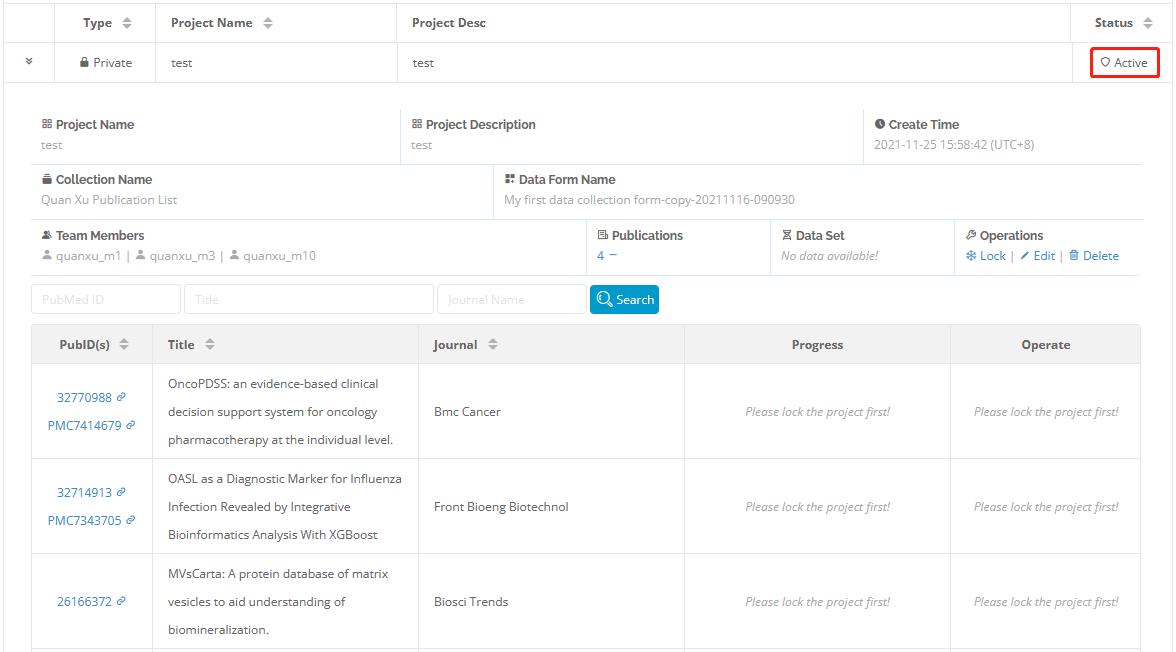 Type Project Name Project Desc Status
Private test test Active
Project Name Project Description Create Time
test test 2021-11-25 15:58:42 (UTC+8)
Collection Name Data Form Name
Quan Xu Publication List My first data collection form-copy-20211116-090930
Team Members Publications Data Set Operations
quanxu_m1 | quanxu_m3 | quanxu_m10 4 − No data available! Lock | Edit | Delete
PubMed ID Title Journal Name Search
PubID(s) Title Journal Progress Operate
32770988
PMC7414679
OncoPDSS: an evidence-based clinical
decision support system for oncology
pharmacotherapy at the individual level.
Bmc Cancer
Please lock the project first!
Please lock the project first!
32714913
PMC7343705
OASL as a Diagnostic Marker for Influenza
Infection Revealed by Integrative
Bioinformatics Analysis With XGBoost
Front Bioeng Biotechnol
Please lock the project first!
Please lock the project first!
26166372
MVsCarta: A protein database of matrix
vesicles to aid understanding of
biomineralization.
Biosci Trends
Please lock the project first!
Please lock the project first!